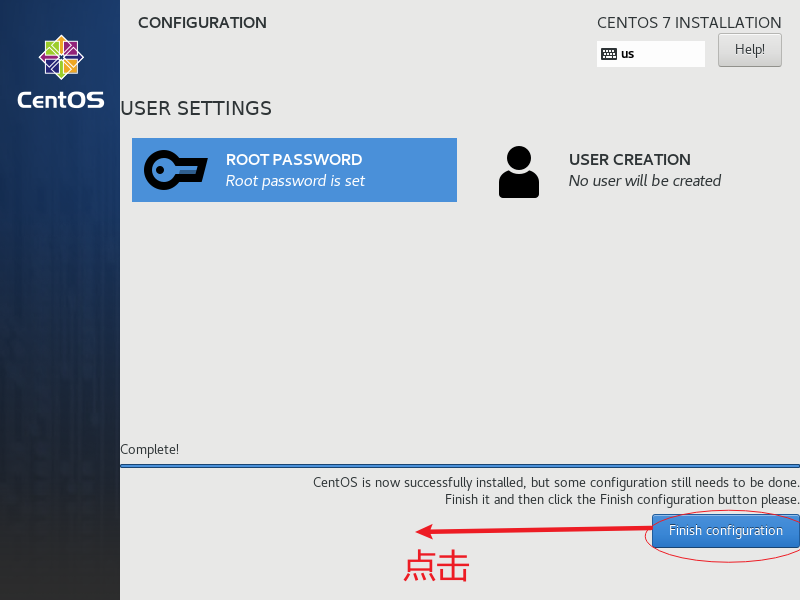 CONFIGURATION
CENTOS 7 INSTALLATION
us
Help!
CentOS
USER SETTINGS
ROOT PASSWORD
Root password is set
USER CREATION
No user will be created
Complete!
CentOS is now successfully installed, but some configuration still needs to be done.
Finish it and then click the Finish configuration button please.
Finish configuration
点击